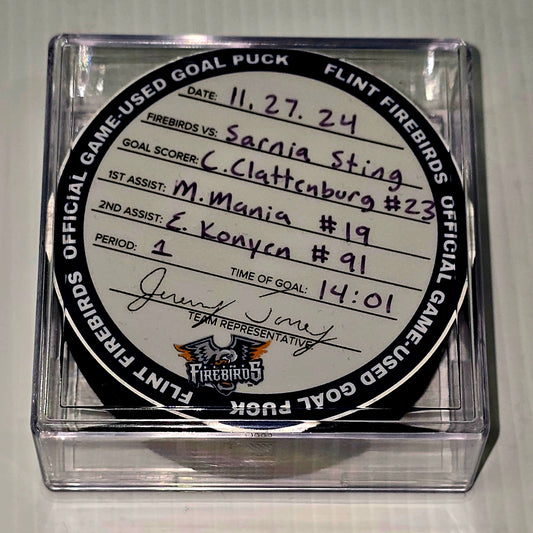 OFFICIAL GAME-USED GOAL PUCK
FLINT FIREBIRDS
OFFICIAL GAME-USED GOAL PUCK
FLINT FIREBIRDS
DATE: 11.27.24
FIREBIRDS VS: Sarnia Sting
GOAL SCORER: C.Clattenburg #23
1ST ASSIST: M.Mania #19
2ND ASSIST: E. Konyen #91
PERIOD: 1 TIME OF GOAL: 14:01
Jeremy Torrey
TEAM REPRESENTATIVE
FIREBIRDS